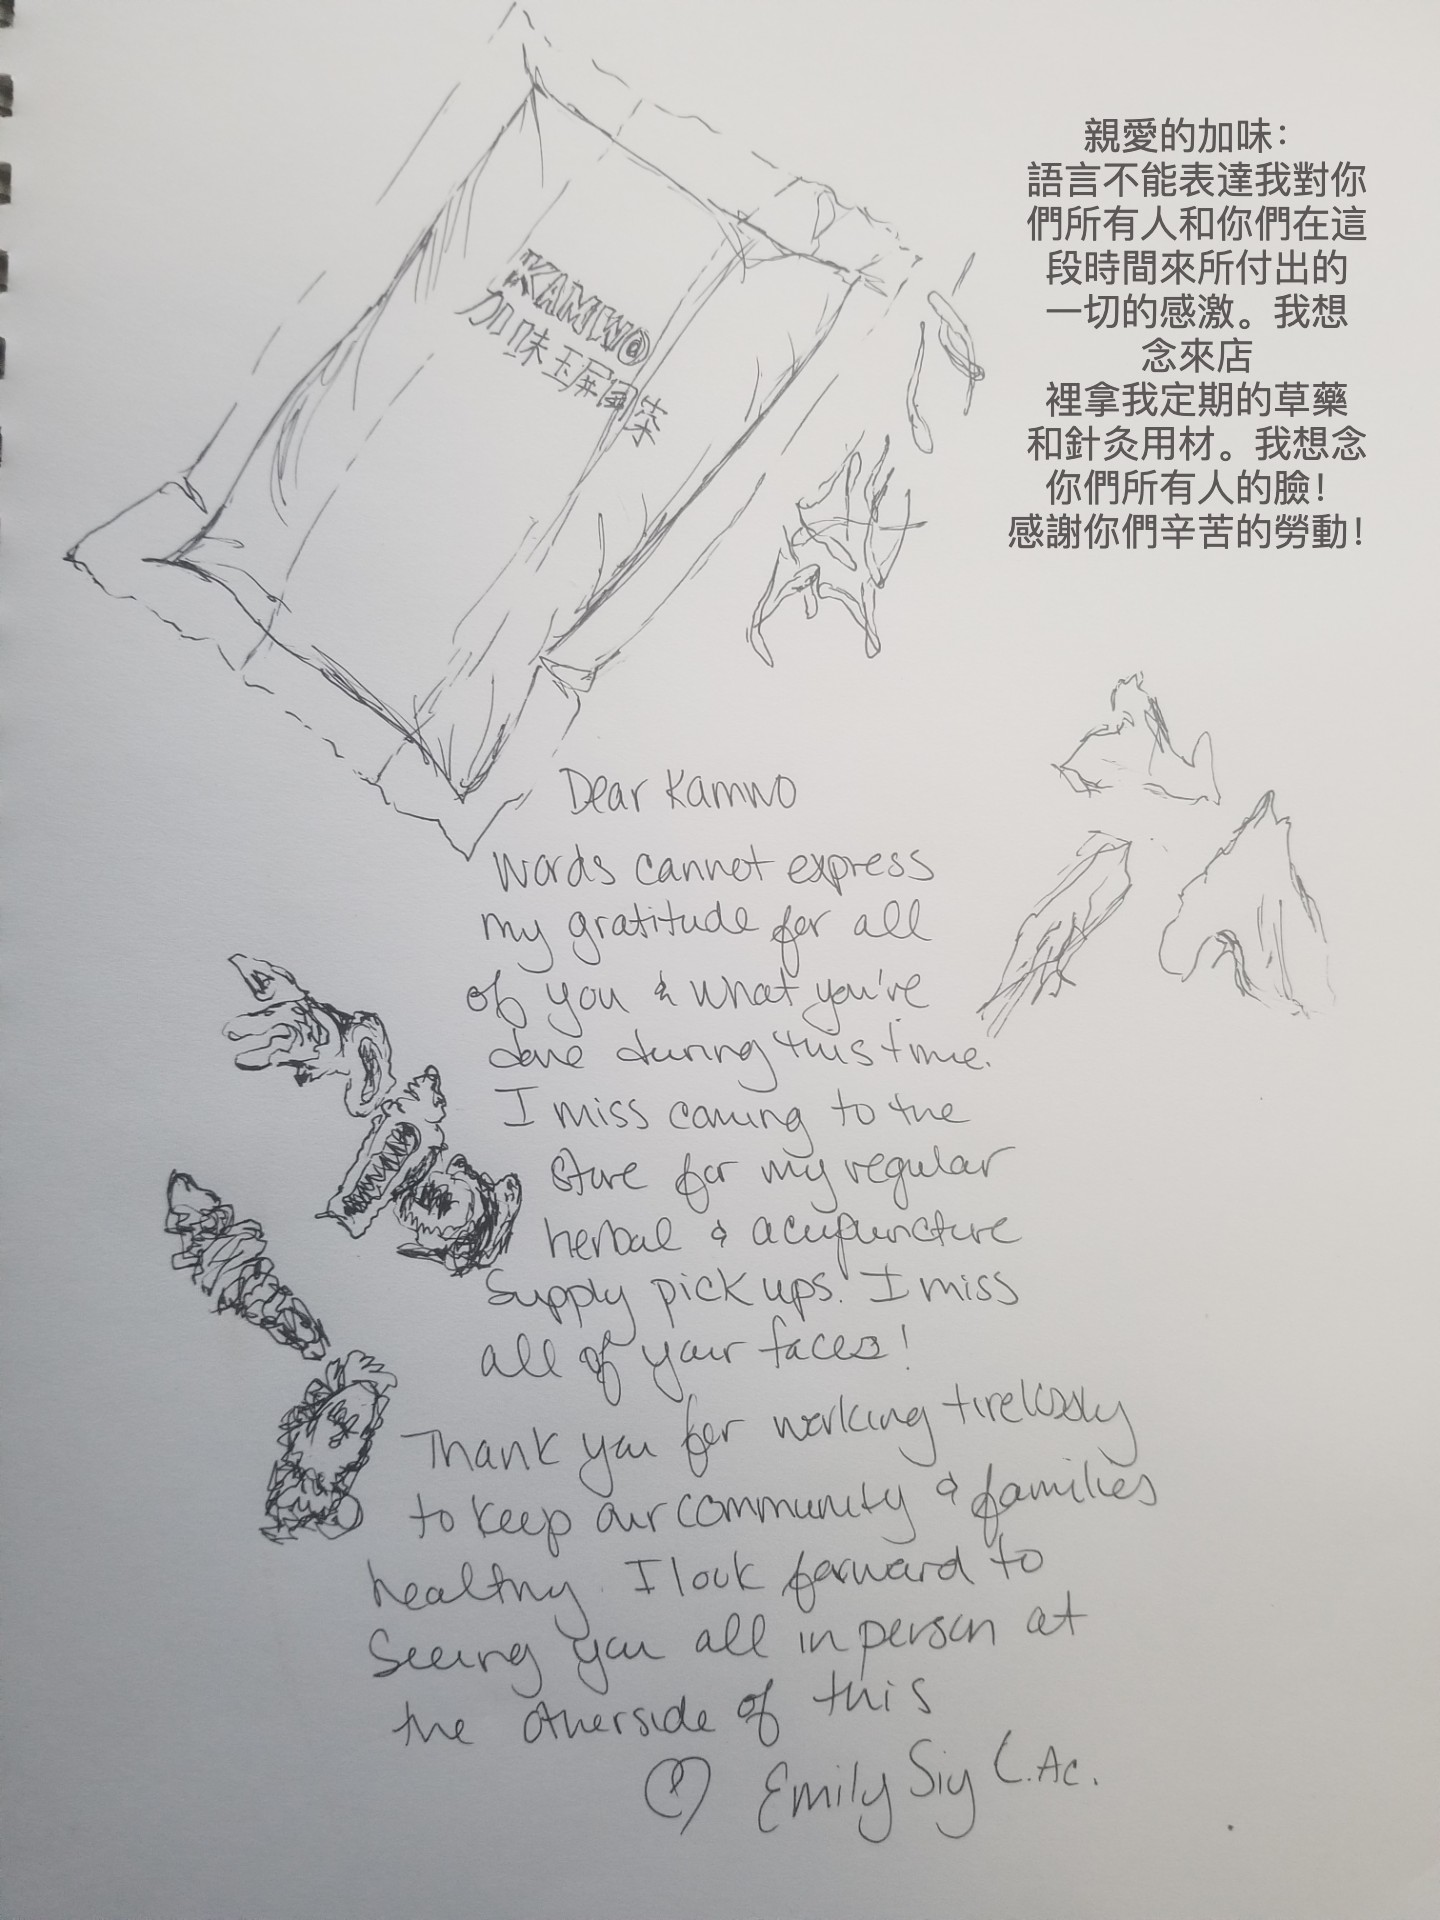 KAMWO
加味玉屏風茶
親愛的加味：
語言不能表達我對你
們所有人和你們在這
段時間來所付出的
一切的感激。我想
念來店
裡拿我定期的草藥
和針灸用材。我想念
你們所有人的臉！
感謝你們辛苦的勞動！
Dear Kamwo
Words cannot express
my gratitude for all
of you & what you've
done during this time.
I miss coming to the
store for my regular
herbal & acupuncture
supply pick ups. I miss
all of your faces!
Thank you for working tirelessly
to keep our community & families
healthy. I look forward to
Seeing you all in person at
the otherside of this
Emily Siy L.Ac.